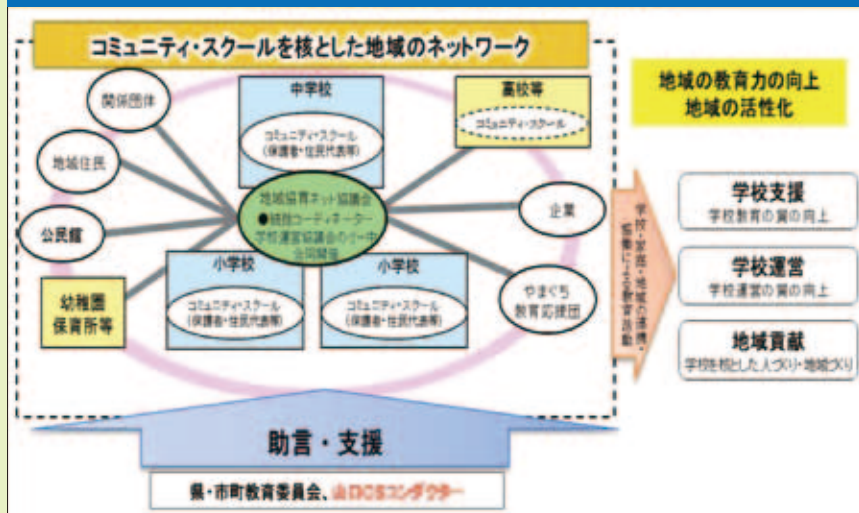 コミュニティ・スクールを核とした地域のネットワーク
関係団体
地域住民
公民館
幼稚園
保育所等
中学校
コミュニティ・スクール
(保護者・住民代表等)
高校等
コミュニティ・スクール
地域協育ネット協議会
●統括コーディネーター
学校運営協議会の小・中
合同開催
小学校
コミュニティ・スクール
(保護者・住民代表等)
小学校
コミュニティ・スクール
(保護者・住民代表等)
企業
やまぐち
教育応援団
学校・家庭・地域の連携・
協働による教育活動
地域の教育力の向上
地域の活性化
学校支援
学校教育の質の向上
学校運営
学校運営の質の向上
地域貢献
学校を核とした人づくり・地域づくり
助言・支援
県・市町教育委員会、山口CSコンダクター